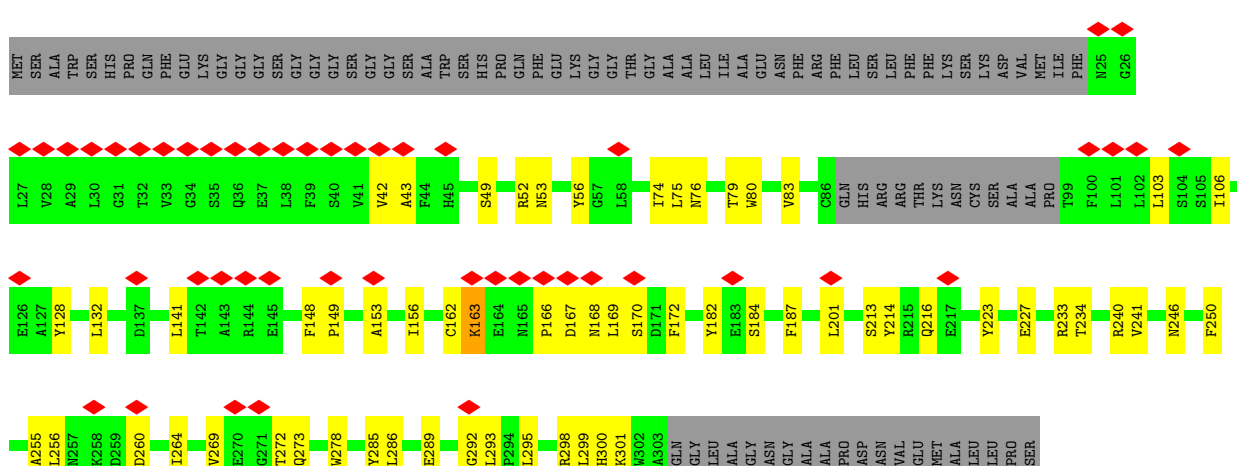 MET SER ALA TRP SER HIS PRO GLN PHE GLU LYS GLY GLY GLY SER GLY GLY GLY SER GLY GLY SER ALA TRP SER HIS PRO GLN PHE GLU LYS GLY GLY THR GLY ALA ALA LEU ILE ALA GLU ASN PHE ARG PHE LEU SER LEU PHE PHE LYS SER LYS ASP VAL MET ILE PHE N25 G26
L27 V28 A29 L30 G31 T32 V33 G34 S35 Q36 E37 L38 F39 S40 V41 V42 A43 F44 H45 S49 R52 N53 Y56 G57 L58 I74 L75 N76 T79 W80 V83 C86 GLN HIS ARG ARG THR LYS ASN CYS SER ALA ALA PRO T99 F100 L101 L102 L103 S104 S105 I106
E126 A127 Y128 L132 D137 L141 T142 A143 R144 E145 F148 P149 A153 I156 C162 K163 E164 N165 P166 D167 N168 L169 S170 D171 F172 Y182 E183 S184 F187 L201 S213 Y214 R215 Q216 E217 Y223 E227 R233 T234 R240 V241 N246 F250
A255 L256 N257 K258 D259 D260 I264 V269 E270 G271 T272 Q273 W278 Y285 L286 E289 G292 L293 P294 L295 R298 L299 H300 K301 W302 A303 GLN GLY LEU ALA GLY ASN GLY ALA ALA PRO ASP ASN VAL GLU MET ALA LEU LEU PRO SER